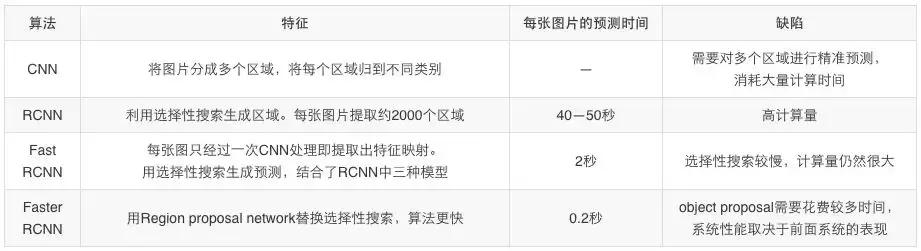 算法 特征 每张图片的预测时间 缺陷
CNN 将图片分成多个区域，将每个区域归到不同类别 — 需要对多个区域进行精准预测，
消耗大量计算时间
RCNN 利用选择性搜索生成区域。每张图片提取约2000个区域 40－50秒 高计算量
Fast
RCNN
每张图只经过一次CNN处理即提取出特征映射。
用选择性搜索生成预测，结合了RCNN中三种模型
2秒
选择性搜索较慢，计算量仍然很大
Faster
RCNN
用Region proposal network替换选择性搜索，算法更快
0.2秒
object proposal需要花费较多时间，
系统性能取决于前面系统的表现